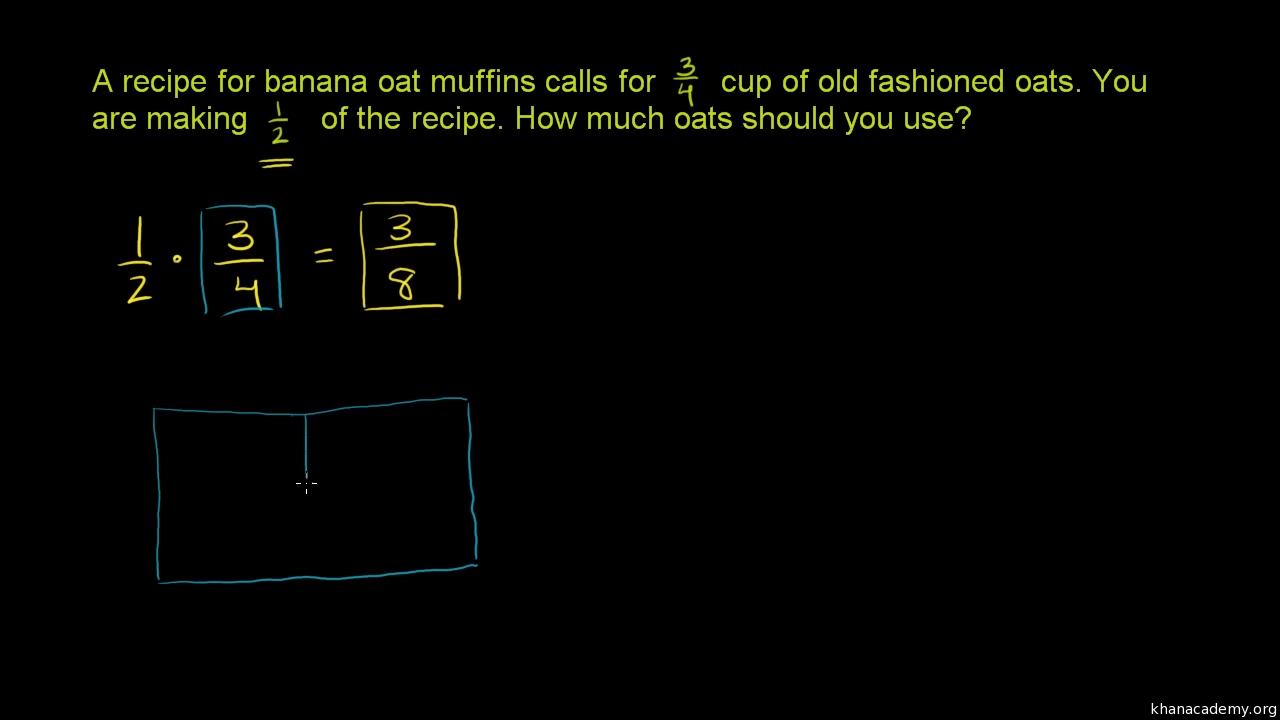 A recipe for banana oat muffins calls for 3/4 cup of old fashioned oats. You
are making 1/2 of the recipe. How much oats should you use?
1/2 · 3/4 = 3/8
khanacademy.org